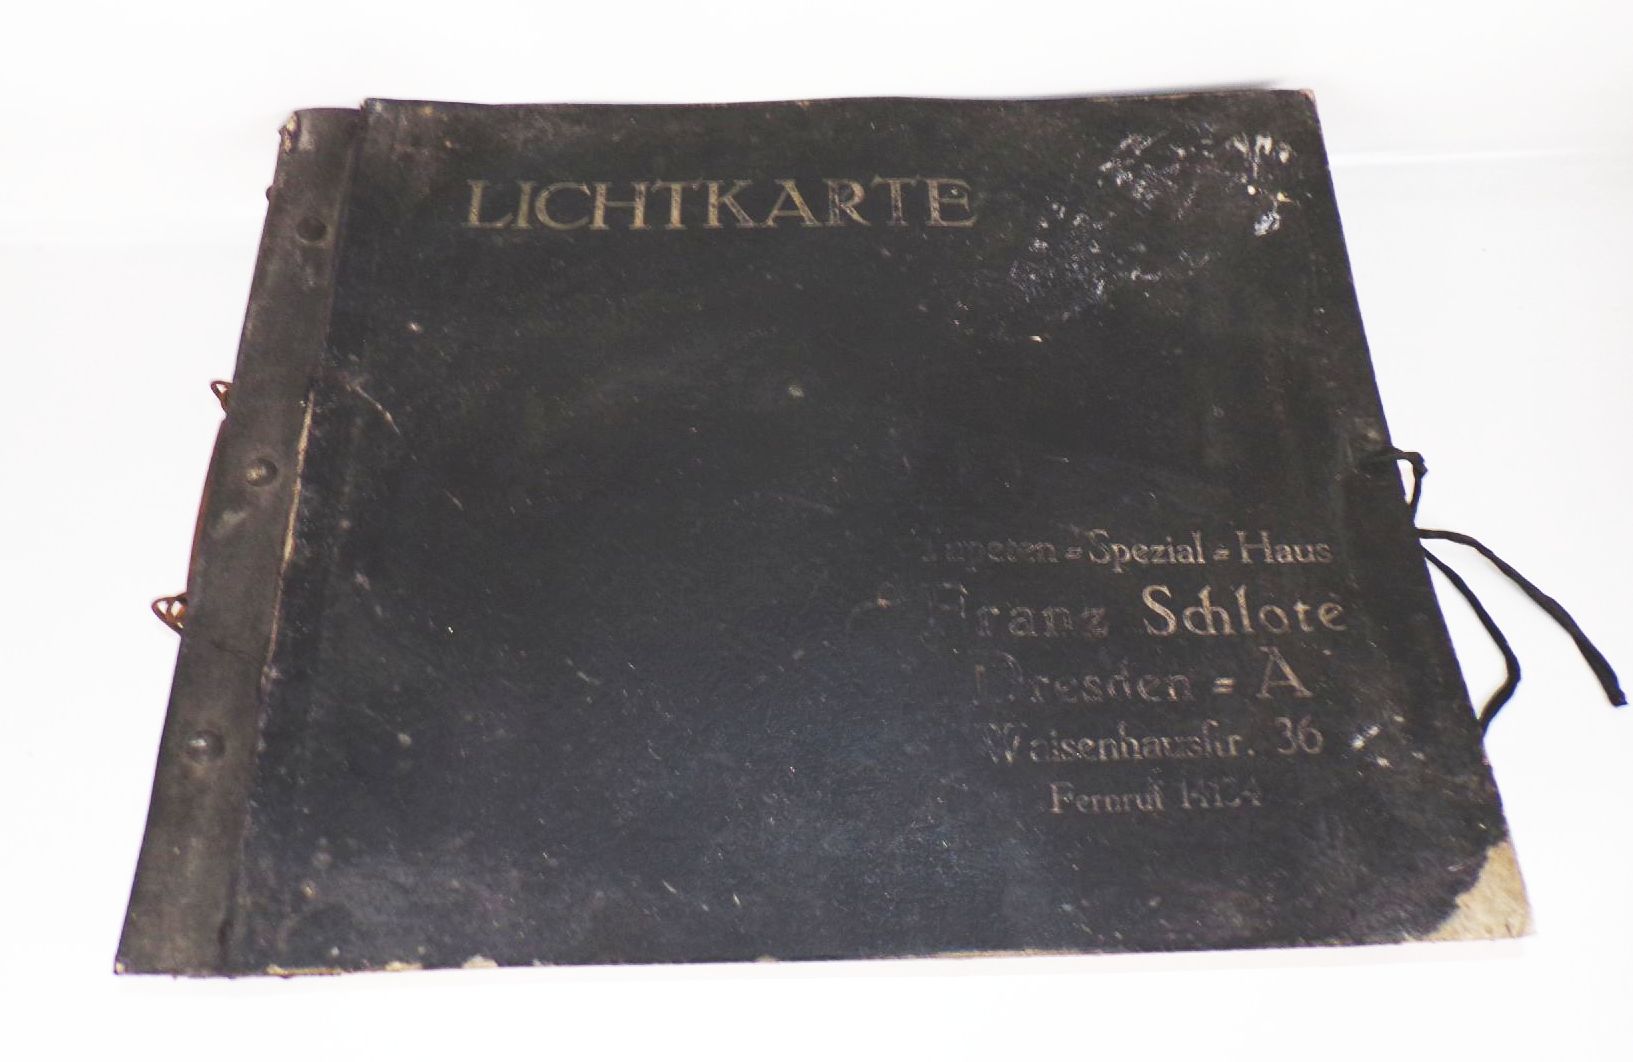 LICHTKARTE
Tapeten=Spezial=Haus
Franz Schlote
Dresden=A
Waisenhausſtr. 36
Fernruf